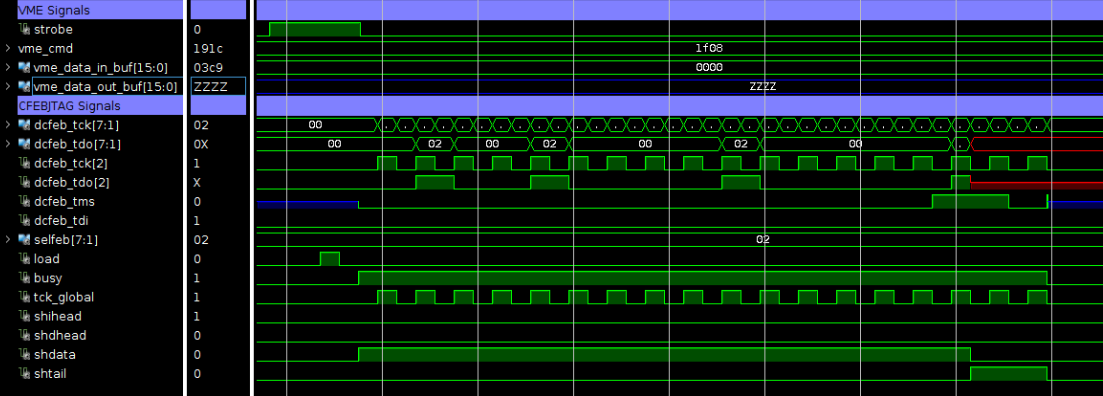 VME Signals
strobe 0
vme_cmd 191c 1f08
vme_data_in_buf[15:0] 03c9 0000
vme_data_out_buf[15:0] ZZZZ ZZZZ
CFEBJTAG Signals
dcfeb_tck[7:1] 02 00
dcfeb_tdo[7:1] 0X 00 02 00 02 00 02 00
dcfeb_tck[2] 1
dcfeb_tdo[2] X
dcfeb_tms 0
dcfeb_tdi 1
selfeb[7:1] 02 02
load 0
busy 1
tck_global 1
shihead 1
shdhead 0
shdata 0
shtail 0